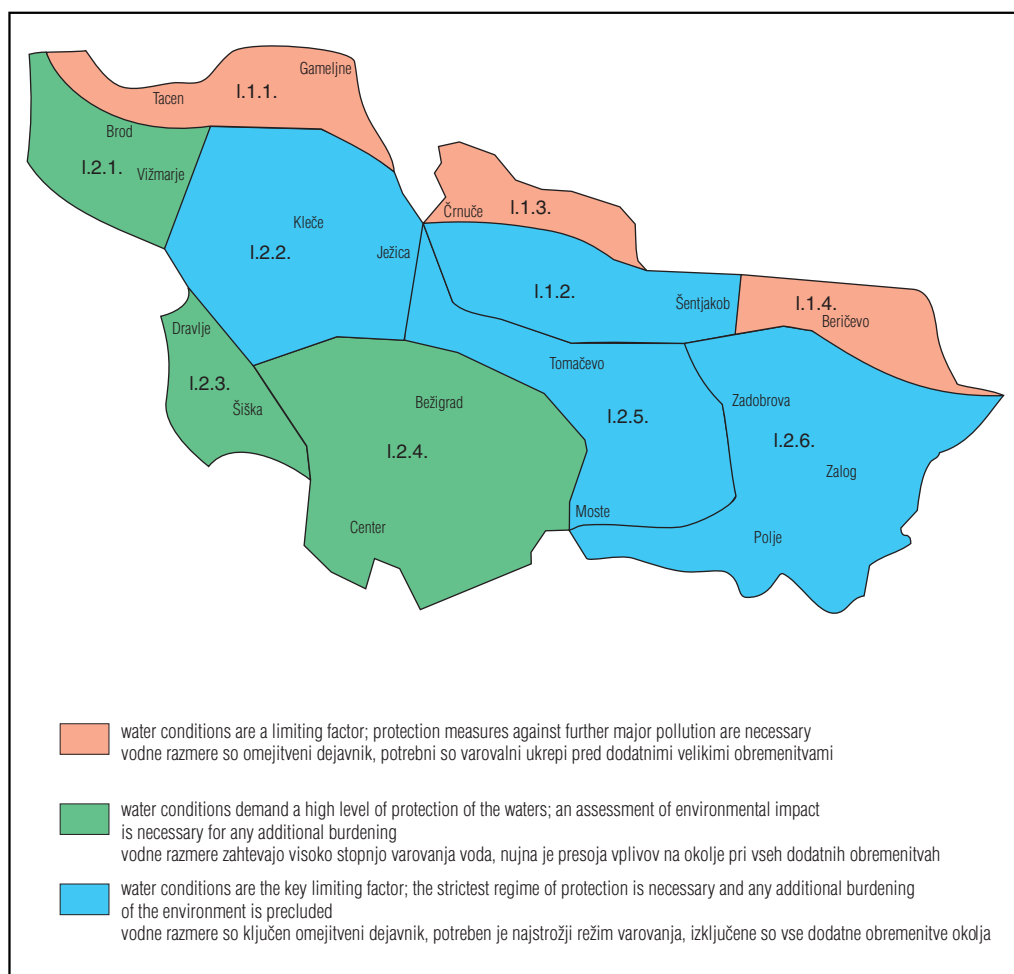 Gameljne
Tacen
I.1.1.
Brod
I.2.1.
Vižmarje
Črnuče
I.1.3.
Kleče
I.2.2.
Ježica
I.1.2.
Šentjakob
I.1.4.
Beričevo
Dravlje
I.2.3.
Šiška
Tomačevo
Bežigrad
I.2.4.
I.2.5.
Zadobrova
I.2.6.
Zalog
Center
Moste
Polje
water conditions are a limiting factor; protection measures against further major pollution are necessary
vodne razmere so omejitveni dejavnik, potrebni so varovalni ukrepi pred dodatnimi velikimi obremenitvami
water conditions demand a high level of protection of the waters; an assessment of environmental impact
is necessary for any additional burdening
vodne razmere zahtevajo visoko stopnjo varovanja voda, nujna je presoja vplivov na okolje pri vseh dodatnih obremenitvah
water conditions are the key limiting factor; the strictest regime of protection is necessary and any additional burdening
of the environment is precluded
vodne razmere so ključen omejitveni dejavnik, potreben je najstrožji režim varovanja, izključene so vse dodatne obremenitve okolja